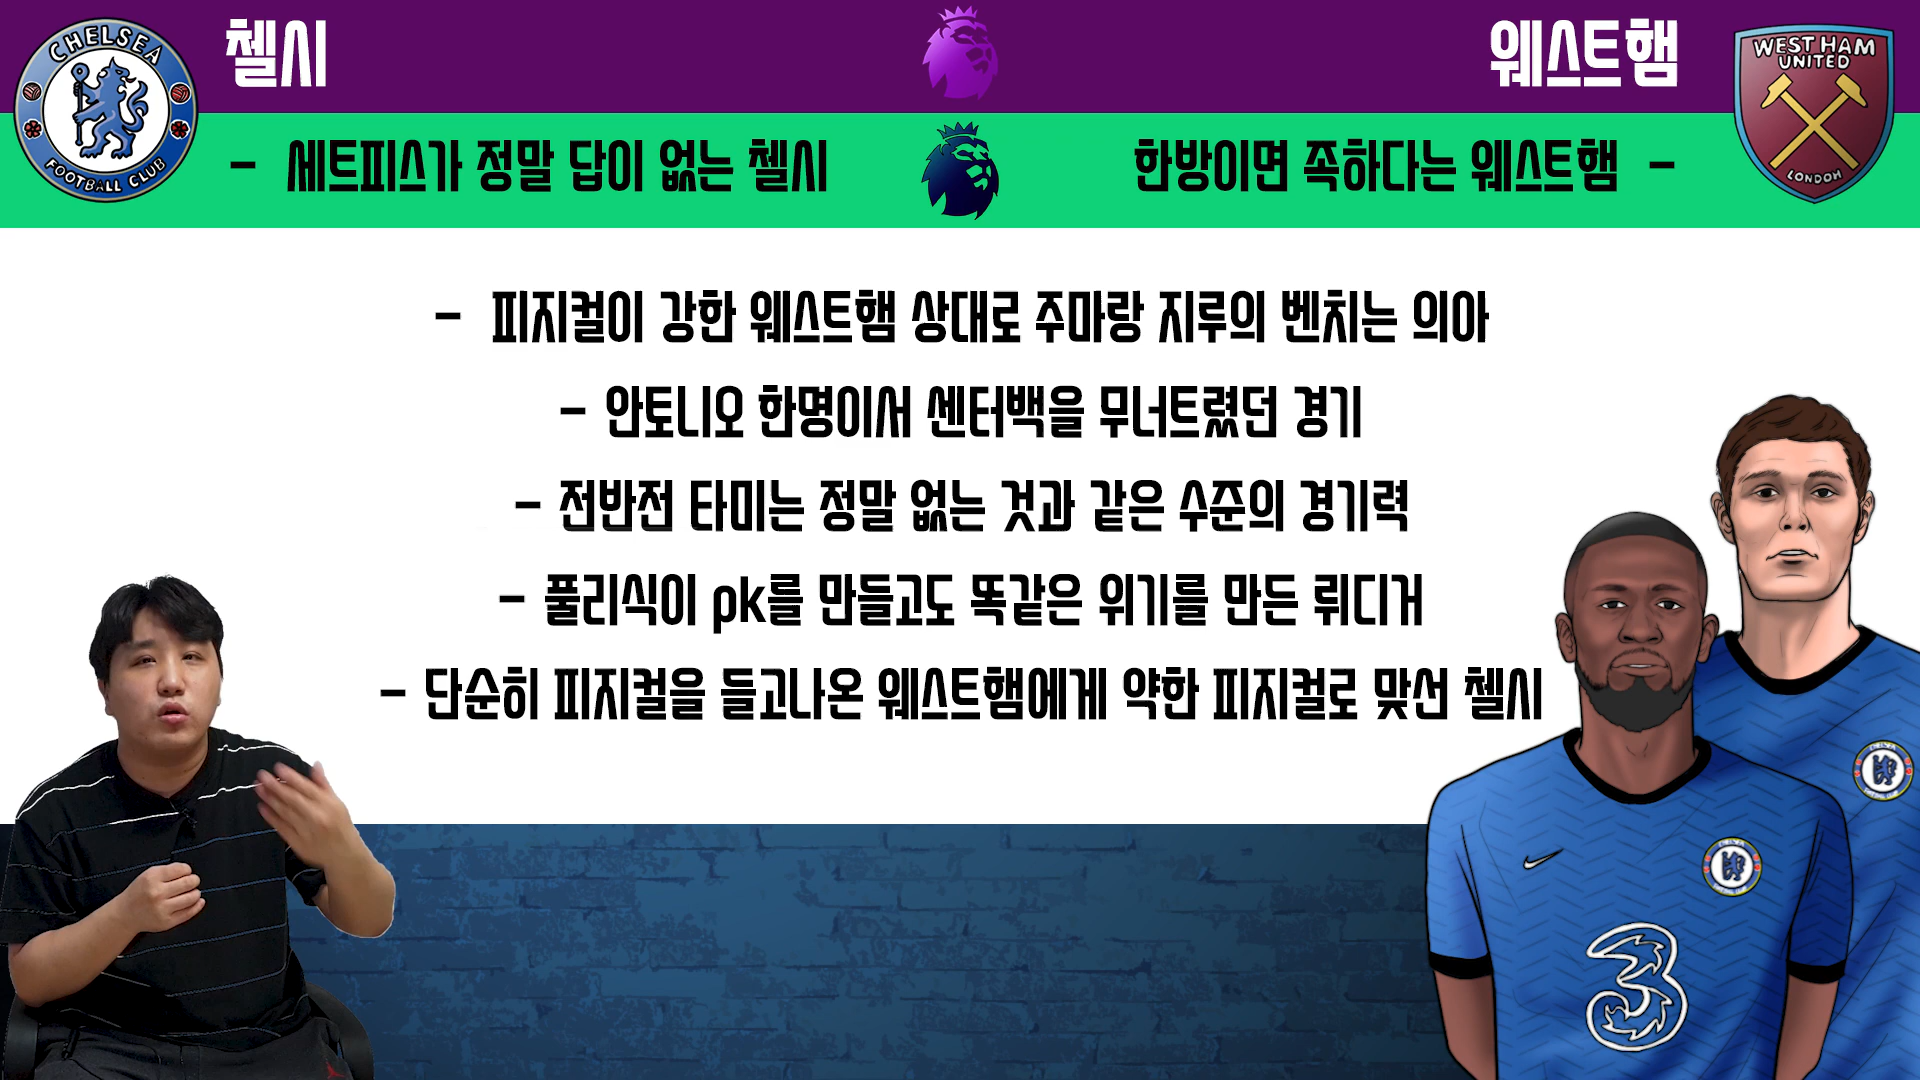 CHELSEA
FOOTBALL CLUB
첼시
웨스트햄
WEST HAM
UNITED
LONDON
- 세트피스가 정말 답이 없는 첼시
한방이면 족하다는 웨스트햄 -
- 피지컬이 강한 웨스트햄 상대로 주마랑 지루의 벤치는 의아
- 안토니오 한명이서 센터백을 무너트렸던 경기
- 전반전 타미는 정말 없는 것과 같은 수준의 경기력
- 풀리식이 pk를 만들고도 똑같은 위기를 만든 뤼디거
- 단순히 피지컬을 들고나온 웨스트햄에게 약한 피지컬로 맞선 첼시
3